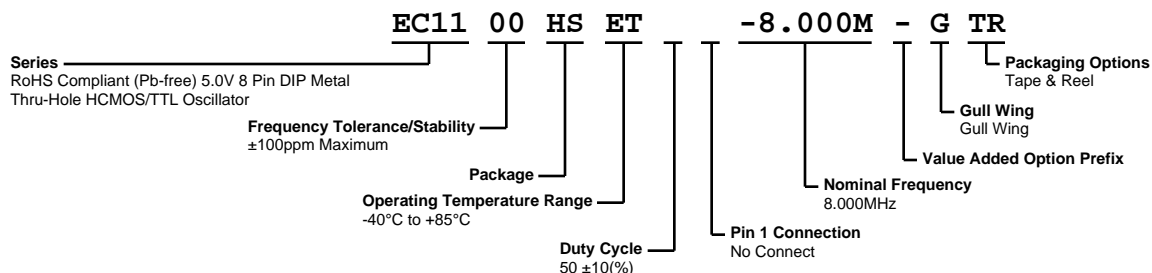 EC11 00 HS ET -8.000M - G TR
Series
RoHS Compliant (Pb-free) 5.0V 8 Pin DIP Metal
Thru-Hole HCMOS/TTL Oscillator
Packaging Options
Tape & Reel
Frequency Tolerance/Stability
±100ppm Maximum
Gull Wing
Gull Wing
Value Added Option Prefix
Package
Nominal Frequency
8.000MHz
Operating Temperature Range
-40°C to +85°C
Pin 1 Connection
No Connect
Duty Cycle
50 ±10(%)